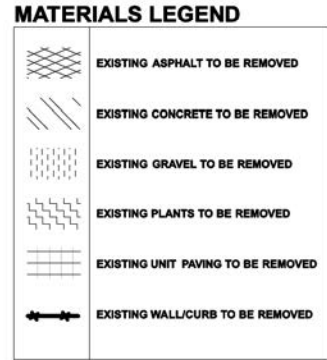 MATERIALS LEGEND
EXISTING ASPHALT TO BE REMOVED
EXISTING CONCRETE TO BE REMOVED
EXISTING GRAVEL TO BE REMOVED
EXISTING PLANTS TO BE REMOVED
EXISTING UNIT PAVING TO BE REMOVED
EXISTING WALL/CURB TO BE REMOVED